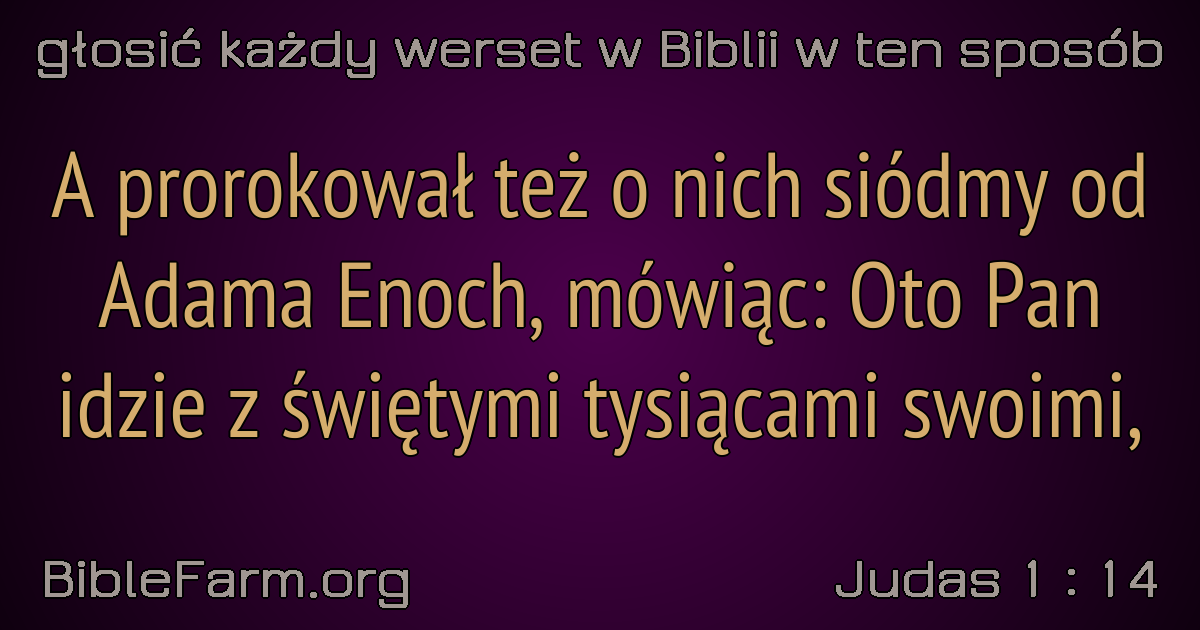 głosić każdy werset w Biblii w ten sposób
A prorokował też o nich siódmy od
Adama Enoch, mówiąc: Oto Pan
idzie z świętymi tysiącami swoimi,
BibleFarm.org
Judas 1 : 14